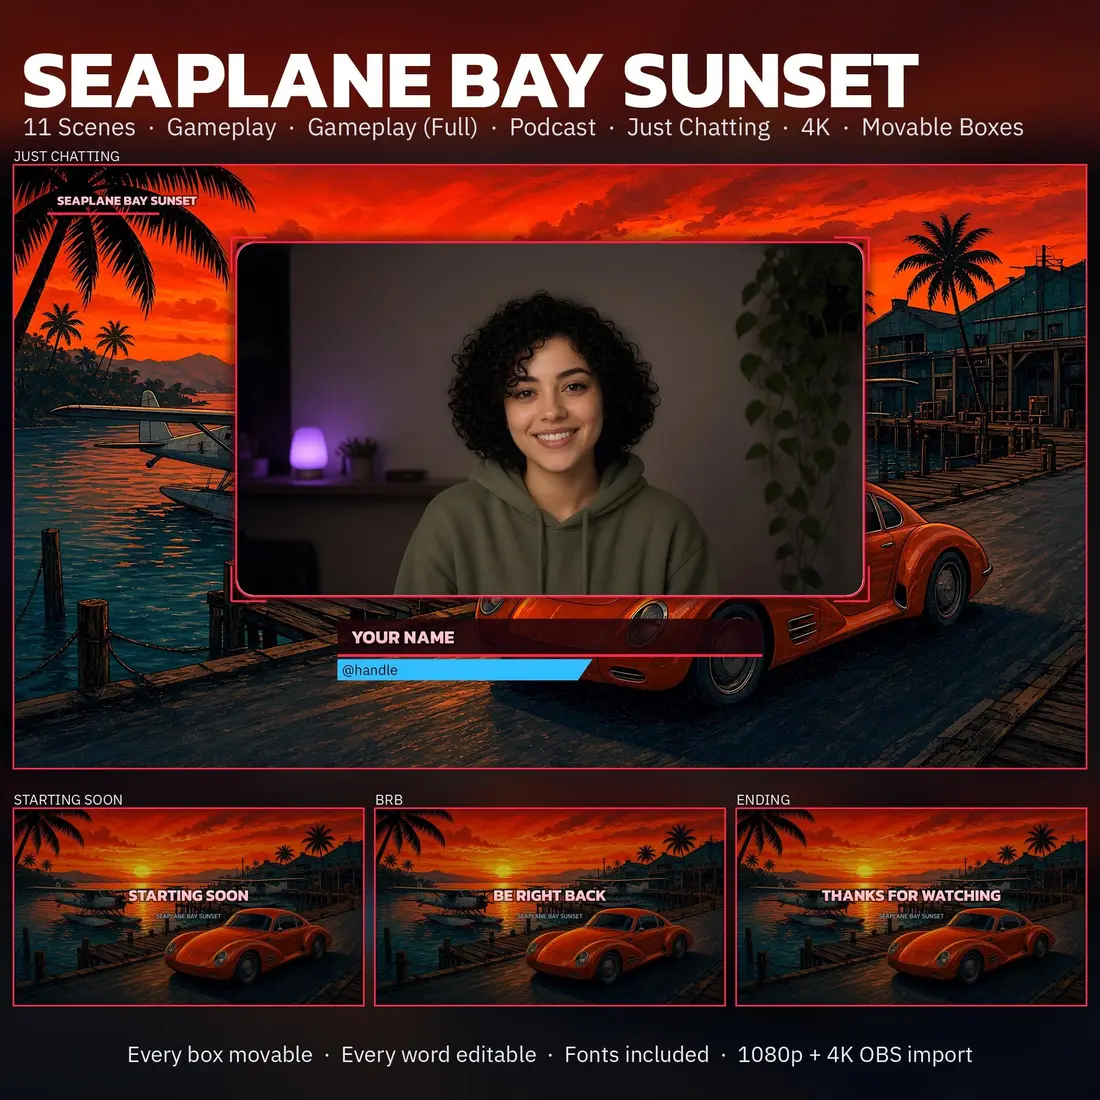 SEAPLANE BAY SUNSET
11 Scenes · Gameplay · Gameplay (Full) · Podcast · Just Chatting · 4K · Movable Boxes
JUST CHATTING
SEAPLANE BAY SUNSET
YOUR NAME
@handle
STARTING SOON
BRB
ENDING
STARTING SOON
SEAPLANE BAY SUNSET
BE RIGHT BACK
SEAPLANE BAY SUNSET
THANKS FOR WATCHING
SEAPLANE BAY SUNSET
Every box movable · Every word editable · Fonts included · 1080p + 4K OBS import